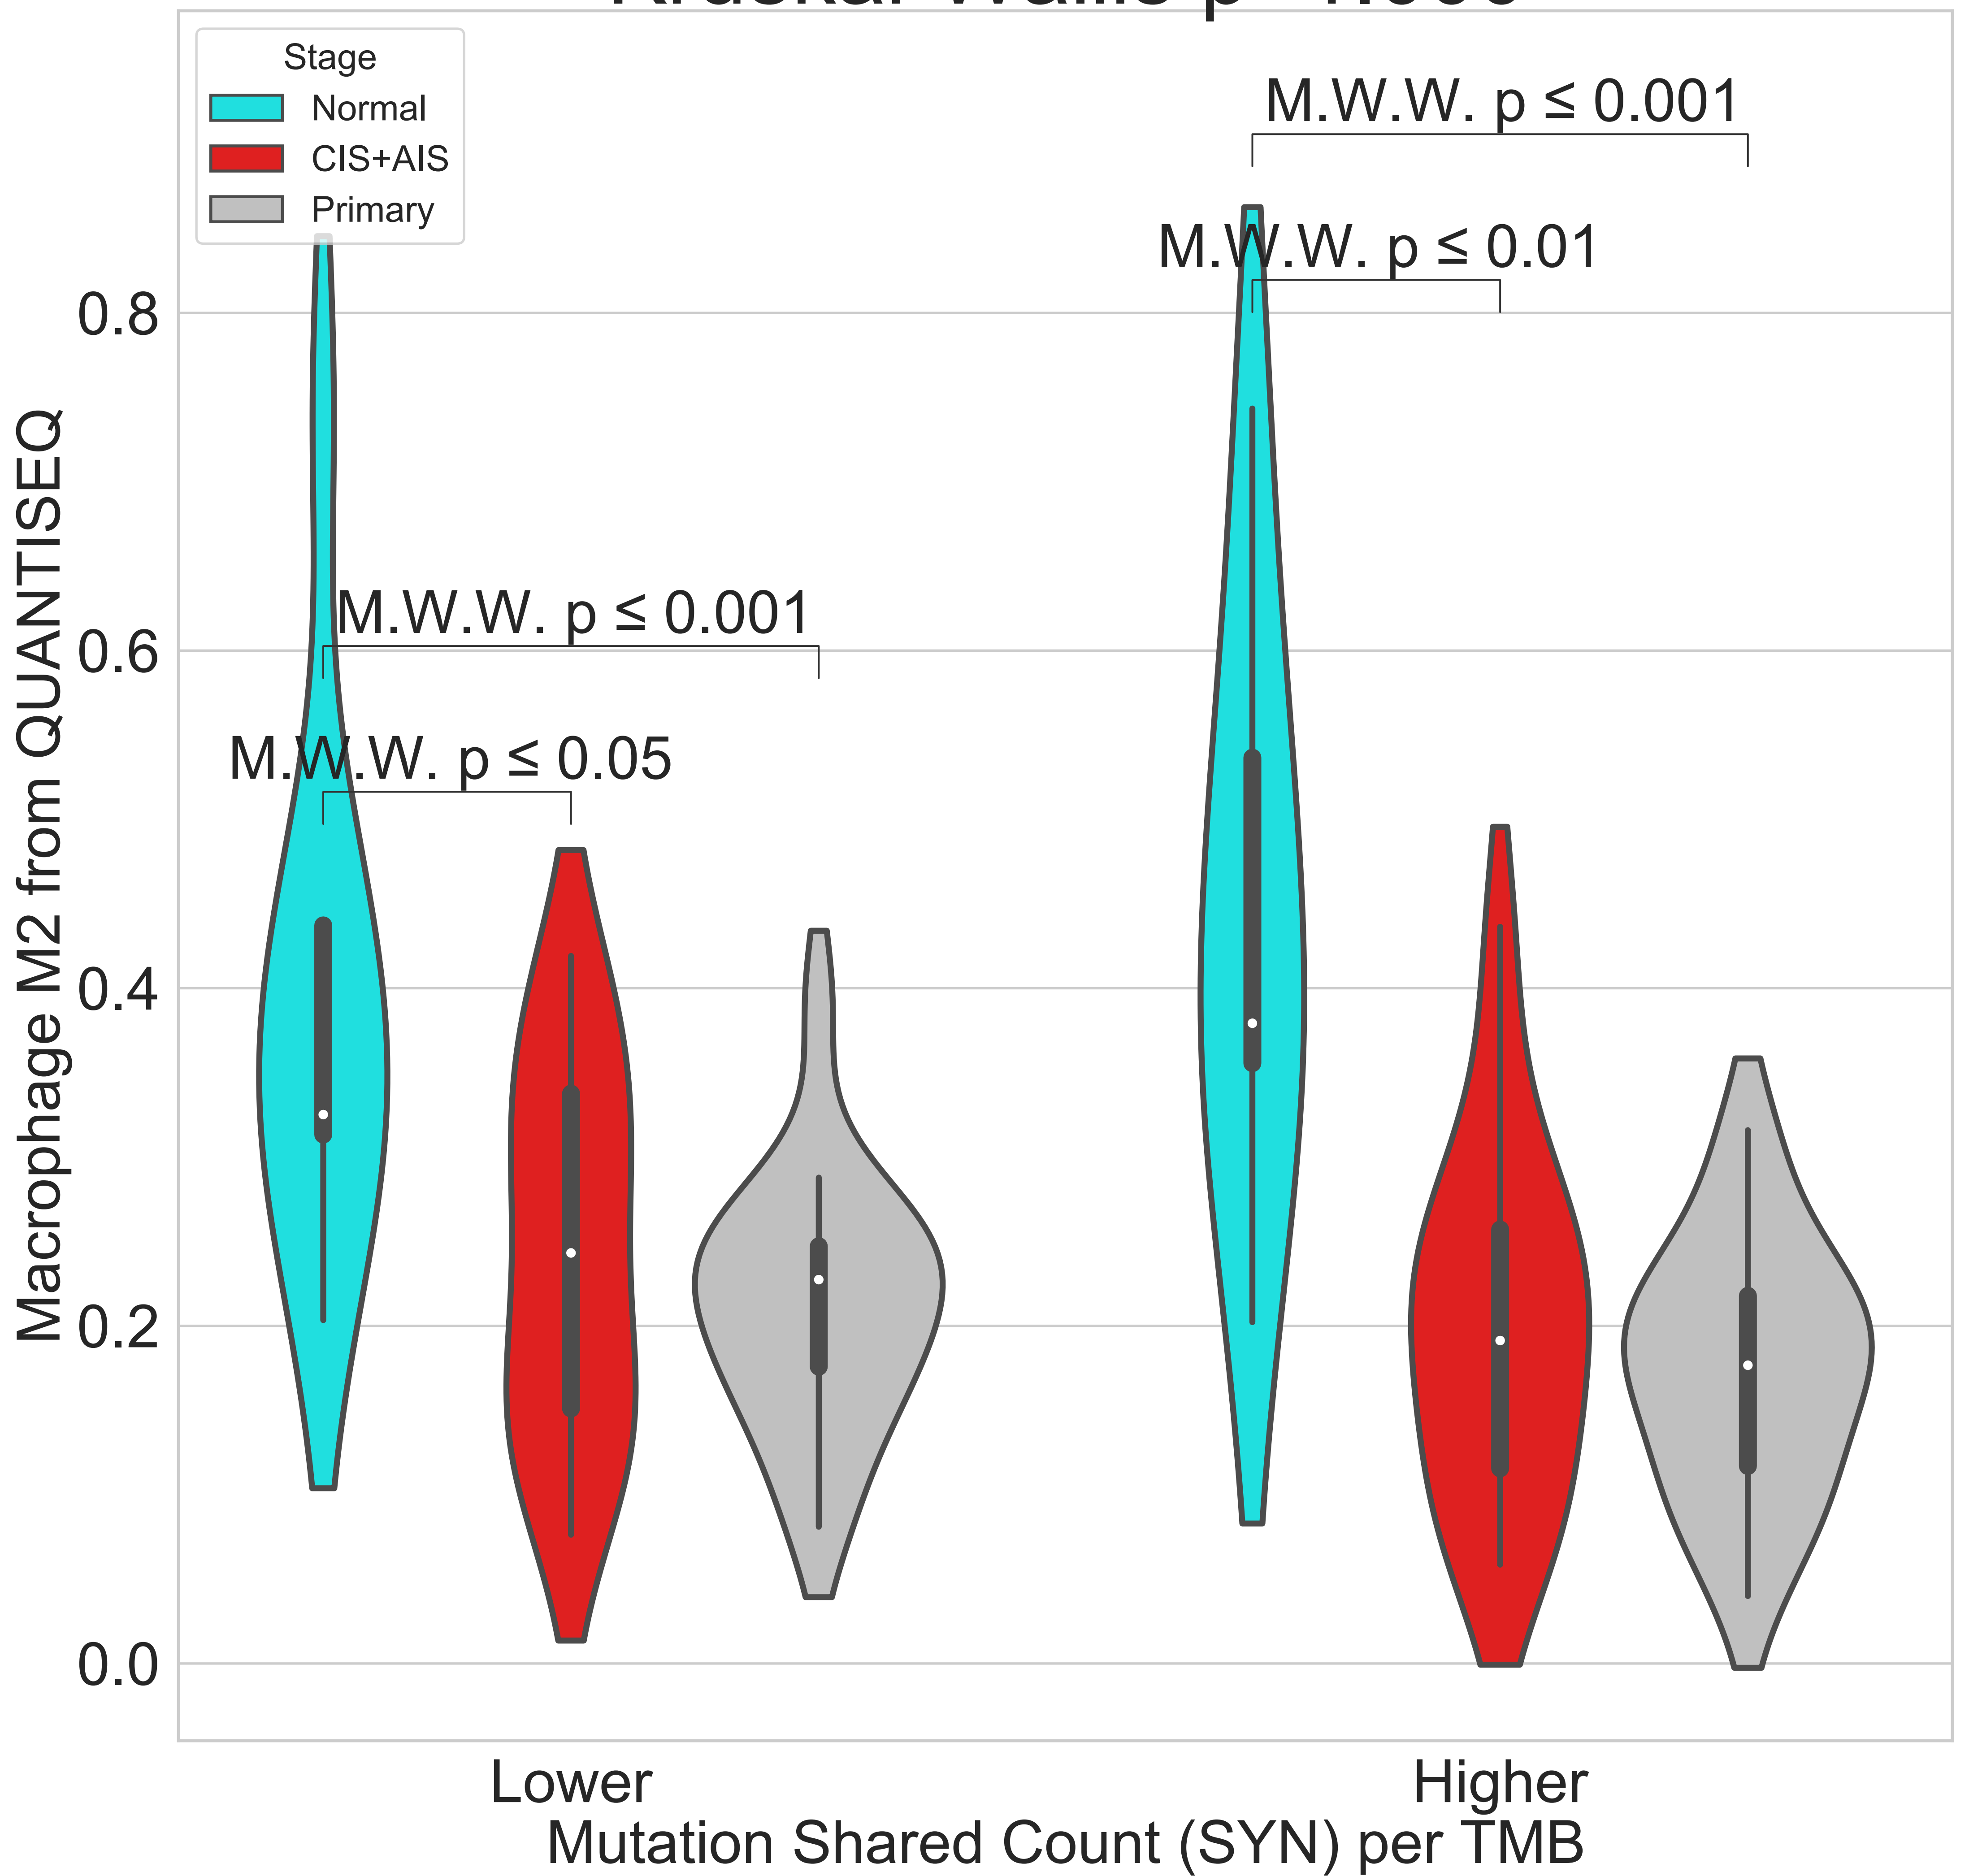 Stage
Normal
CIS+AIS
Primary
M.W.W. p ≤ 0.001
M.W.W. p ≤ 0.01
M.W.W. p ≤ 0.001
M.W.W. p ≤ 0.05
Macrophage M2 from QUANTISEQ
0.8
0.6
0.4
0.2
0.0
Lower
Higher
Mutation Shared Count (SYN) per TMB